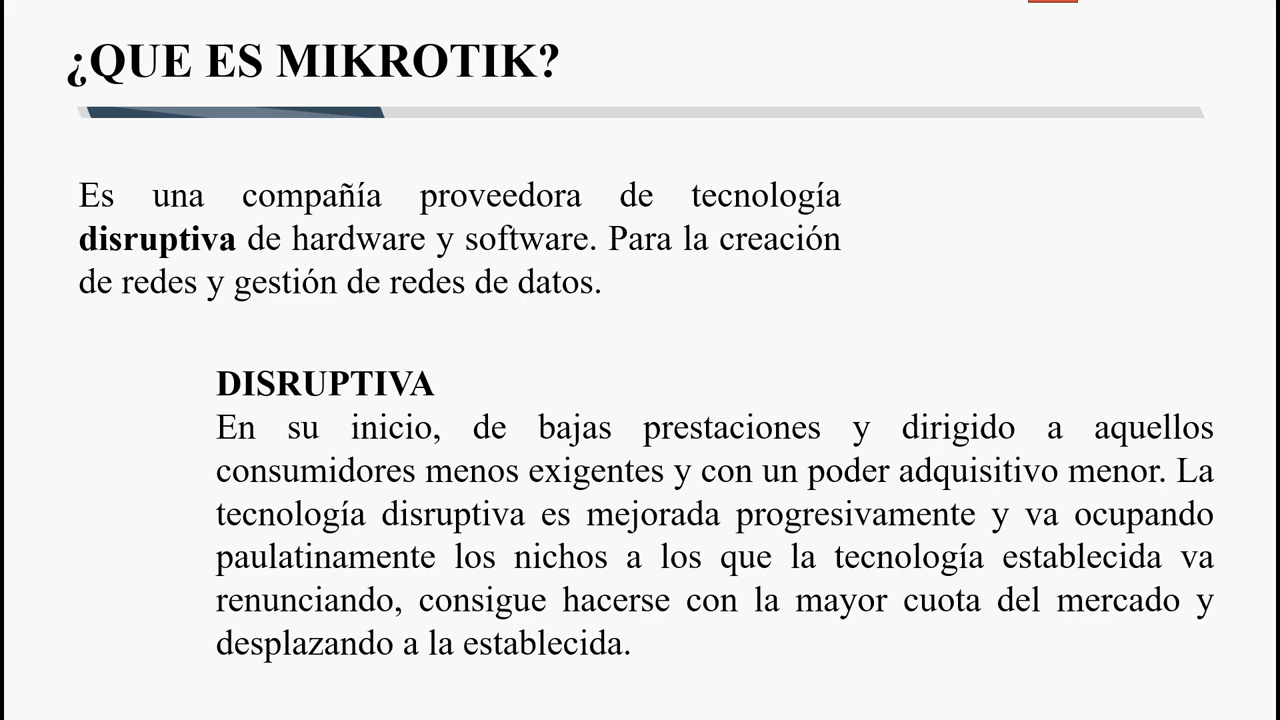 ¿QUE ES MIKROTIK?
Es una compañía proveedora de tecnología
disruptiva de hardware y software. Para la creación
de redes y gestión de redes de datos.
DISRUPTIVA
En su inicio, de bajas prestaciones y dirigido a aquellos
consumidores menos exigentes y con un poder adquisitivo menor. La
tecnología disruptiva es mejorada progresivamente y va ocupando
paulatinamente los nichos a los que la tecnología establecida va
renunciando, consigue hacerse con la mayor cuota del mercado y
desplazando a la establecida.